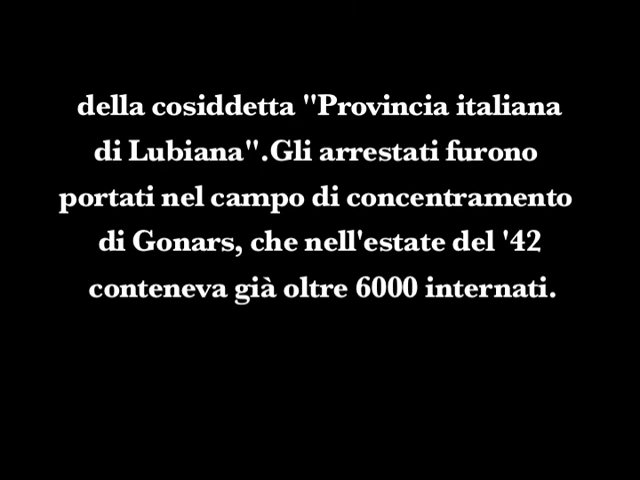 della cosiddetta "Provincia italiana
di Lubiana".Gli arrestati furono
portati nel campo di concentramento
di Gonars, che nell'estate del '42
conteneva già oltre 6000 internati.